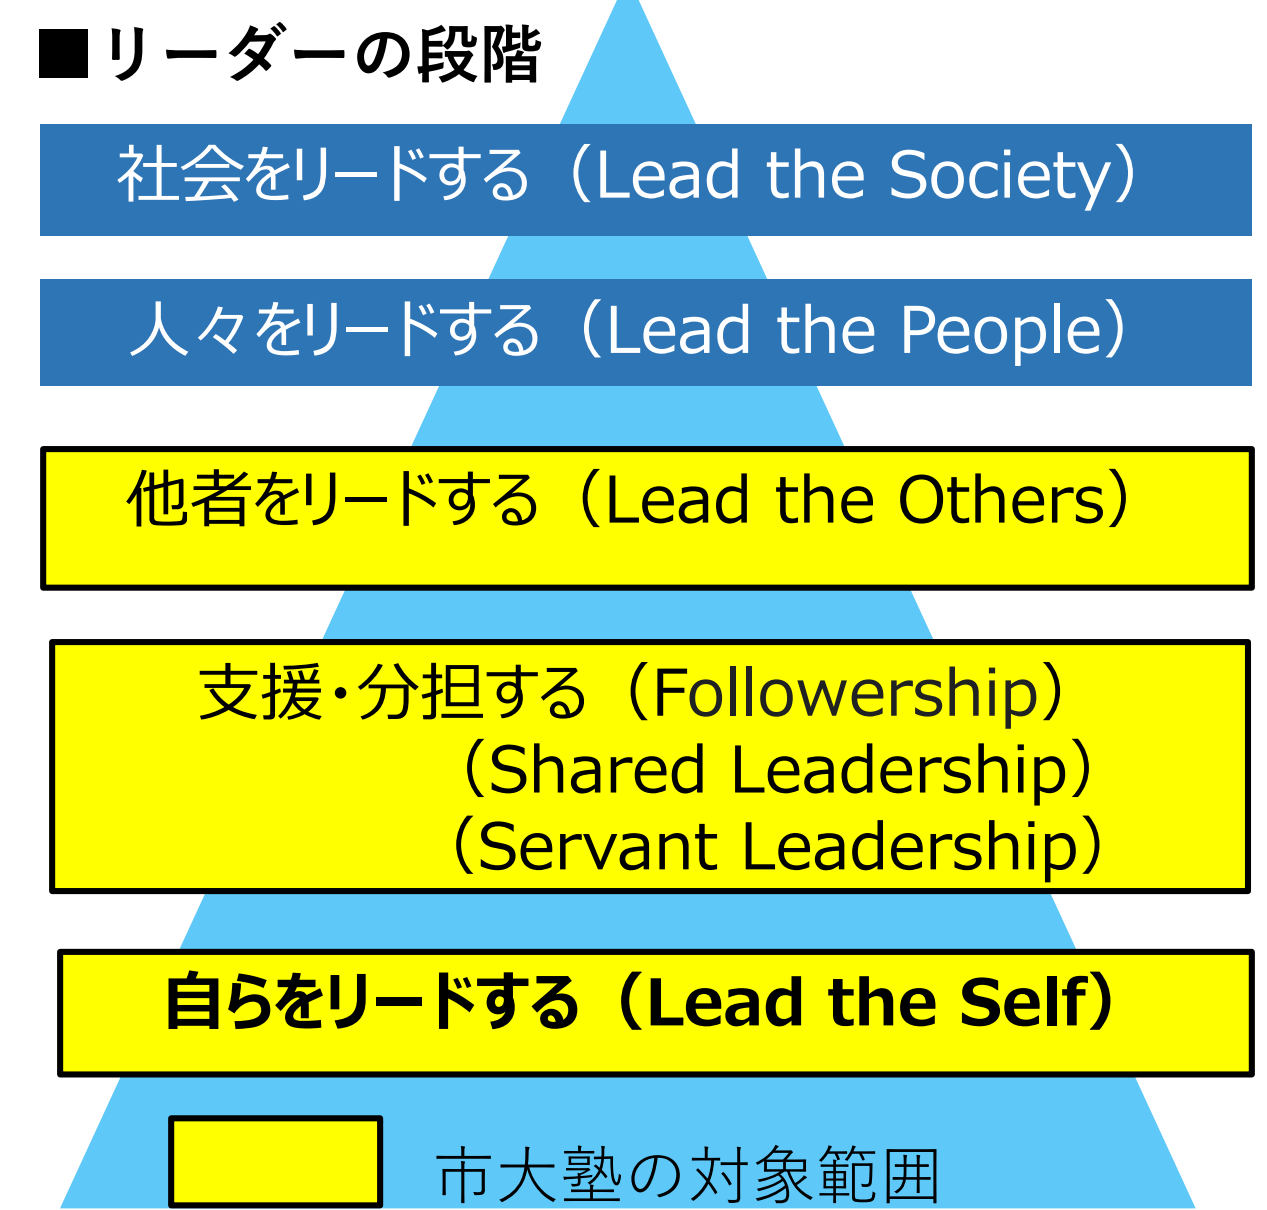 ■リーダーの段階
社会をリードする（Lead the Society）
人々をリードする（Lead the People）
他者をリードする（Lead the Others）
支援・分担する（Followership）
（Shared Leadership）
（Servant Leadership）
自らをリードする（Lead the Self）
市大塾の対象範囲